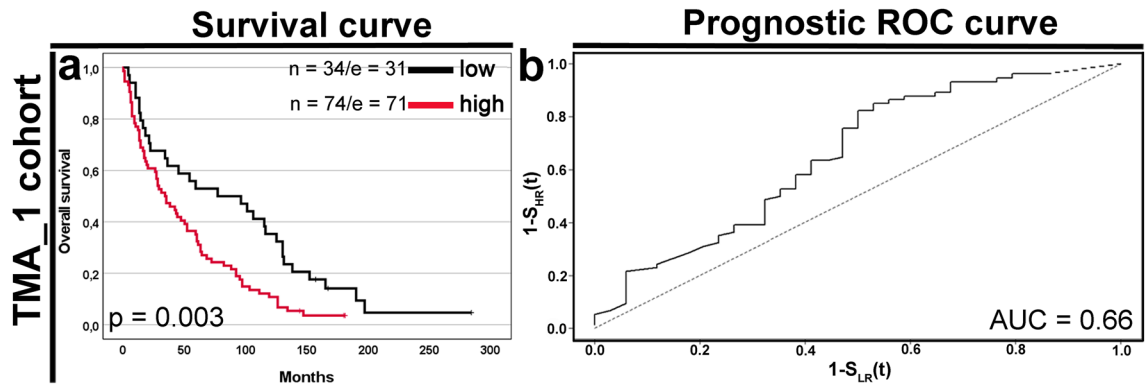 Survival curve
Prognostic ROC curve
TMA_1 cohort
a
n = 34/e = 31 low
n = 74/e = 71 high
Overall survival
1,0
0,8
0,6
0,4
0,2
0,0
p = 0.003
0 50 100 150 200 250 300
Months
b
1-SHR(t)
1.0
0.8
0.6
0.4
0.2
0.0
AUC = 0.66
0.0 0.2 0.4 0.6 0.8 1.0
1-SLR(t)